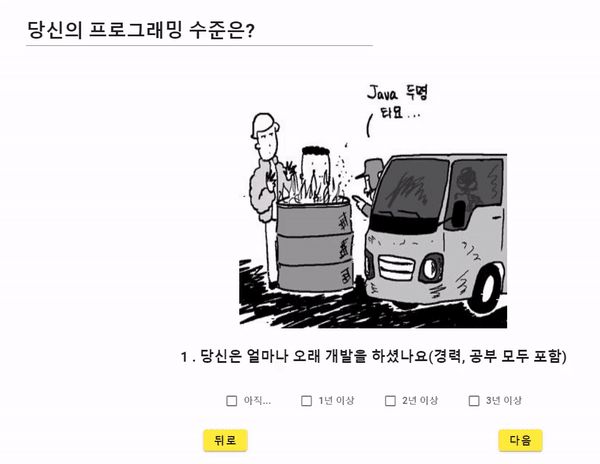 당신의 프로그래밍 수준은?
Java 두명
타요...
1 . 당신은 얼마나 오래 개발을 하셨나요(경력, 공부 모두 포함)
아직...
1년 이상
2년 이상
3년 이상
뒤로
다음